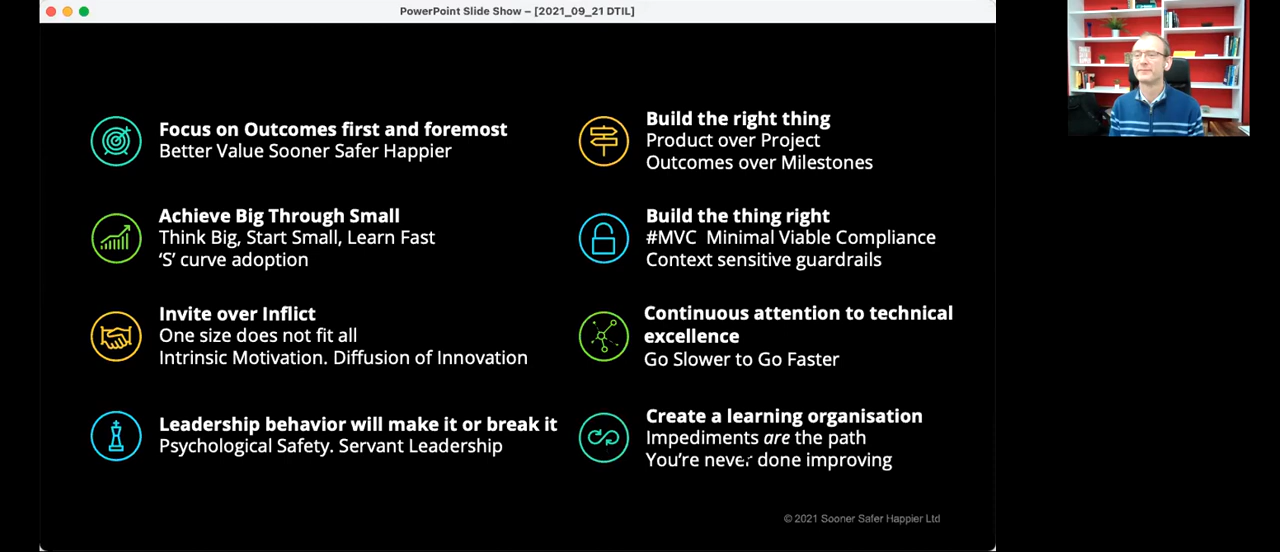 PowerPoint Slide Show – [2021_09_21 DTIL]
Focus on Outcomes first and foremost
Better Value Sooner Safer Happier
Achieve Big Through Small
Think Big, Start Small, Learn Fast
‘S’ curve adoption
Invite over Inflict
One size does not fit all
Intrinsic Motivation. Diffusion of Innovation
Leadership behavior will make it or break it
Psychological Safety. Servant Leadership
Build the right thing
Product over Project
Outcomes over Milestones
Build the thing right
#MVC Minimal Viable Compliance
Context sensitive guardrails
Continuous attention to technical
excellence
Go Slower to Go Faster
Create a learning organisation
Impediments are the path
You’re never done improving
© 2021 Sooner Safer Happier Ltd